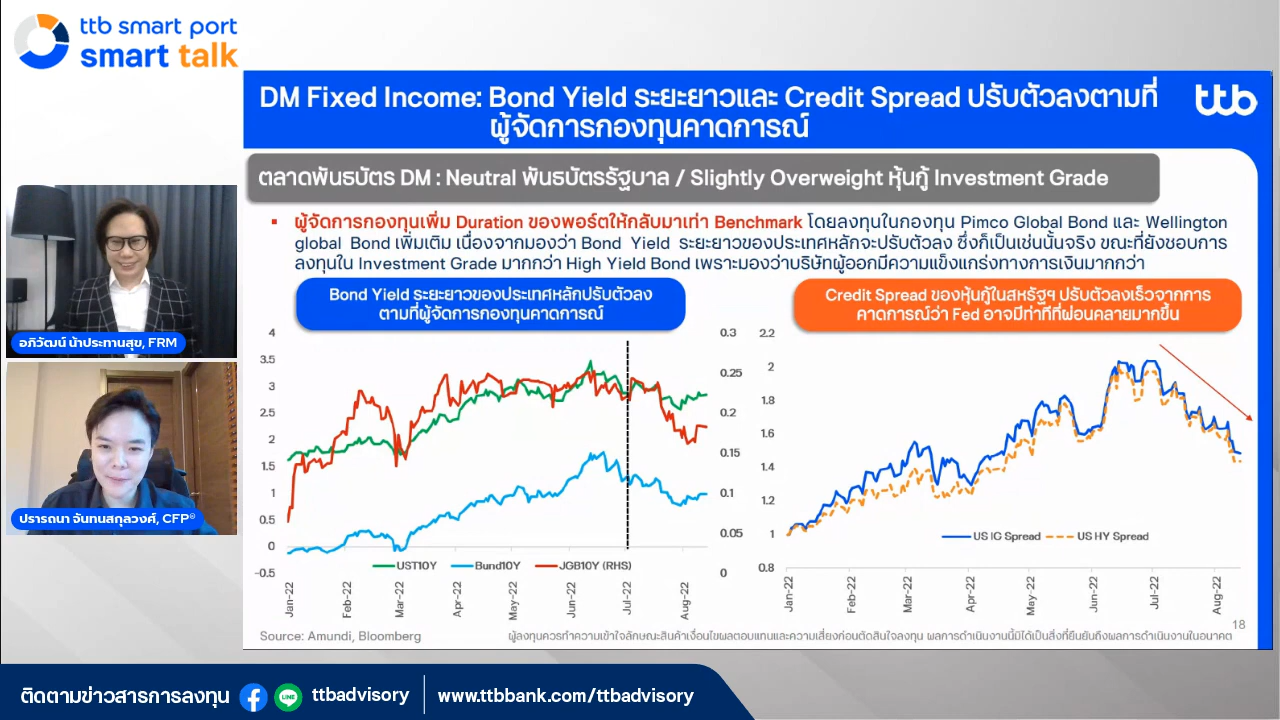 ttb smart port
smart talk
DM Fixed Income: Bond Yield ระยะยาวและ Credit Spread ปรับตัวลงตามที่
ผู้จัดการกองทุนคาดการณ์
ttb
ตลาดพันธบัตร DM : Neutral พันธบัตรรัฐบาล / Slightly Overweight หุ้นกู้ Investment Grade
▪ ผู้จัดการกองทุนเพิ่ม Duration ของพอร์ตให้กลับมาเท่า Benchmark โดยลงทุนในกองทุน Pimco Global Bond และ Wellington
global Bond เพิ่มเติม เนื่องจากมองว่า Bond Yield ระยะยาวของประเทศหลักจะปรับตัวลง ซึ่งก็เป็นเช่นนั้นจริง ขณะที่ยังชอบการ
ลงทุนใน Investment Grade มากกว่า High Yield Bond เพราะมองว่าบริษัทผู้ออกมีความแข็งแกร่งทางการเงินมากกว่า
Bond Yield ระยะยาวของประเทศหลักปรับตัวลง
ตามที่ผู้จัดการกองทุนคาดการณ์
4
3.5
3
2.5
2
1.5
1
0.5
0
-0.5
0.3
0.25
0.2
0.15
0.1
0.05
0
UST10Y Bund10Y JGB10Y (RHS)
Jan-22 Feb-22 Mar-22 Apr-22 May-22 Jun-22 Jul-22 Aug-22
Credit Spread ของหุ้นกู้ในสหรัฐฯ ปรับตัวลงเร็วจากการ
คาดการณ์ว่า Fed อาจมีท่าทีที่ผ่อนคลายมากขึ้น
2.2
2
1.8
1.6
1.4
1.2
1
0.8
US IG Spread US HY Spread
Jan-22 Feb-22 Mar-22 Apr-22 May-22 Jun-22 Jul-22 Aug-22
18
Source: Amundi, Bloomberg
ผู้ลงทุนควรทำความเข้าใจลักษณะสินค้าเงื่อนไขผลตอบแทนและความเสี่ยงก่อนตัดสินใจลงทุน ผลการดำเนินงานนี้มิได้เป็นสิ่งที่ยืนยันถึงผลการดำเนินงานในอนาคต
อภิวัฒน์ น้าประทานสุข, FRM
ปรารถนา จันทนสกุลวงศ์, CFP®
ติดตามข่าวสารการลงทุน
LINE
ttbadvisory
www.ttbbank.com/ttbadvisory